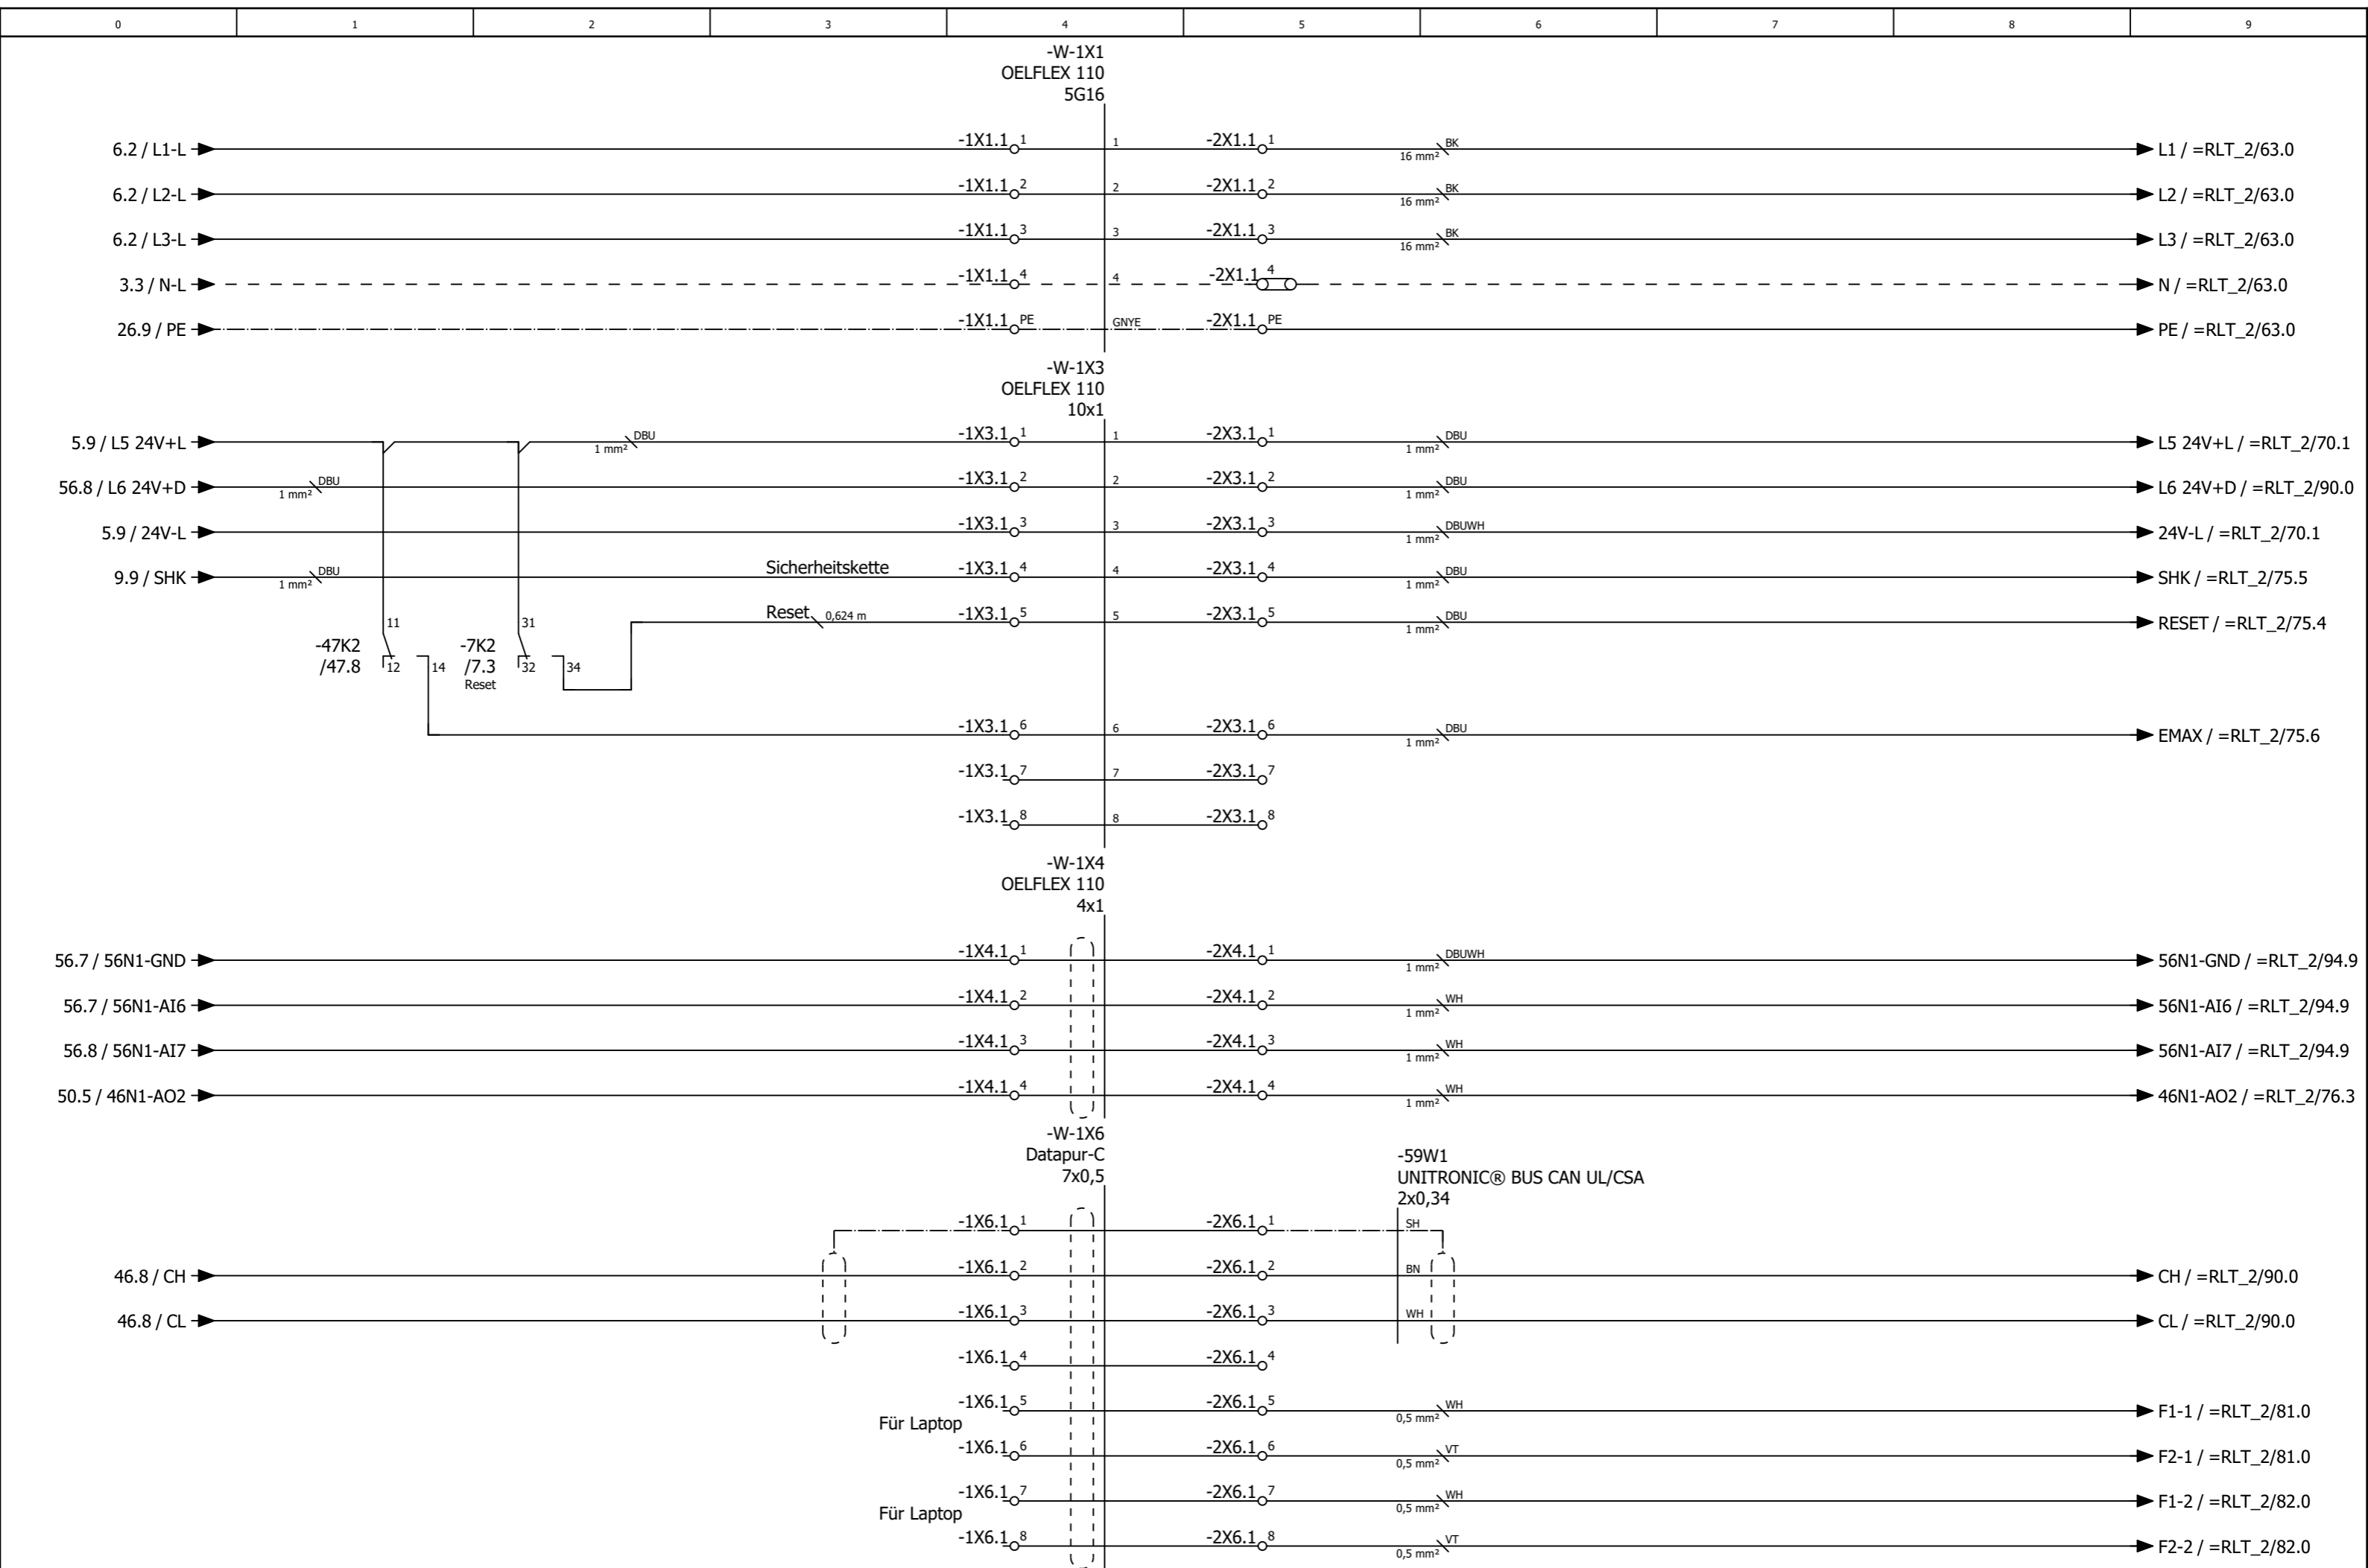 0 1 2 3 4 5 6 7 8 9
-W-1X1
OELFLEX 110
5G16
6.2 / L1-L -1X1.1 1 1 -2X1.1 1 16 mm² BK L1 / =RLT_2/63.0
6.2 / L2-L -1X1.1 2 2 -2X1.1 2 16 mm² BK L2 / =RLT_2/63.0
6.2 / L3-L -1X1.1 3 3 -2X1.1 3 16 mm² BK L3 / =RLT_2/63.0
3.3 / N-L -1X1.1 4 4 -2X1.1 4 N / =RLT_2/63.0
26.9 / PE -1X1.1 PE GNYE -2X1.1 PE PE / =RLT_2/63.0
-W-1X3
OELFLEX 110
10x1
5.9 / L5 24V+L 1 mm² DBU -1X3.1 1 1 -2X3.1 1 1 mm² DBU L5 24V+L / =RLT_2/70.1
56.8 / L6 24V+D 1 mm² DBU -1X3.1 2 2 -2X3.1 2 1 mm² DBU L6 24V+D / =RLT_2/90.0
5.9 / 24V-L -1X3.1 3 3 -2X3.1 3 1 mm² DBUWH 24V-L / =RLT_2/70.1
9.9 / SHK 1 mm² DBU Sicherheitskette -1X3.1 4 4 -2X3.1 4 1 mm² DBU SHK / =RLT_2/75.5
Reset 0,624 m -1X3.1 5 5 -2X3.1 5 1 mm² DBU RESET / =RLT_2/75.4
11 31
-47K2 -7K2
/47.8 12 14 /7.3 32 34
Reset
-1X3.1 6 6 -2X3.1 6 1 mm² DBU EMAX / =RLT_2/75.6
-1X3.1 7 7 -2X3.1 7
-1X3.1 8 8 -2X3.1 8
-W-1X4
OELFLEX 110
4x1
56.7 / 56N1-GND -1X4.1 1 -2X4.1 1 1 mm² DBUWH 56N1-GND / =RLT_2/94.9
56.7 / 56N1-AI6 -1X4.1 2 -2X4.1 2 1 mm² WH 56N1-AI6 / =RLT_2/94.9
56.8 / 56N1-AI7 -1X4.1 3 -2X4.1 3 1 mm² WH 56N1-AI7 / =RLT_2/94.9
50.5 / 46N1-AO2 -1X4.1 4 -2X4.1 4 1 mm² WH 46N1-AO2 / =RLT_2/76.3
-W-1X6
Datapur-C
7x0,5
-59W1
UNITRONIC® BUS CAN UL/CSA
2x0,34
-1X6.1 1 -2X6.1 1 SH
46.8 / CH -1X6.1 2 -2X6.1 2 BN CH / =RLT_2/90.0
46.8 / CL -1X6.1 3 -2X6.1 3 WH CL / =RLT_2/90.0
-1X6.1 4 -2X6.1 4
-1X6.1 5 -2X6.1 5 0,5 mm² WH F1-1 / =RLT_2/81.0
Für Laptop
-1X6.1 6 -2X6.1 6 0,5 mm² VT F2-1 / =RLT_2/81.0
-1X6.1 7 -2X6.1 7 0,5 mm² WH F1-2 / =RLT_2/82.0
Für Laptop
-1X6.1 8 -2X6.1 8 0,5 mm² VT F2-2 / =RLT_2/82.0